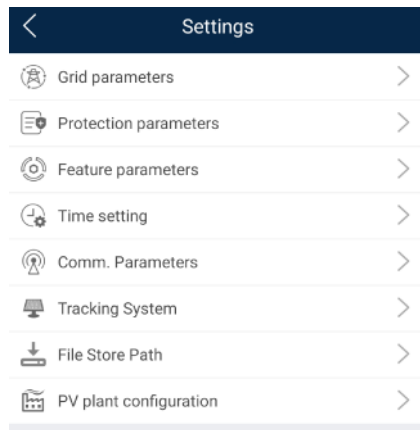 Settings
Grid parameters
Protection parameters
Feature parameters
Time setting
Comm. Parameters
Tracking System
File Store Path
PV plant configuration